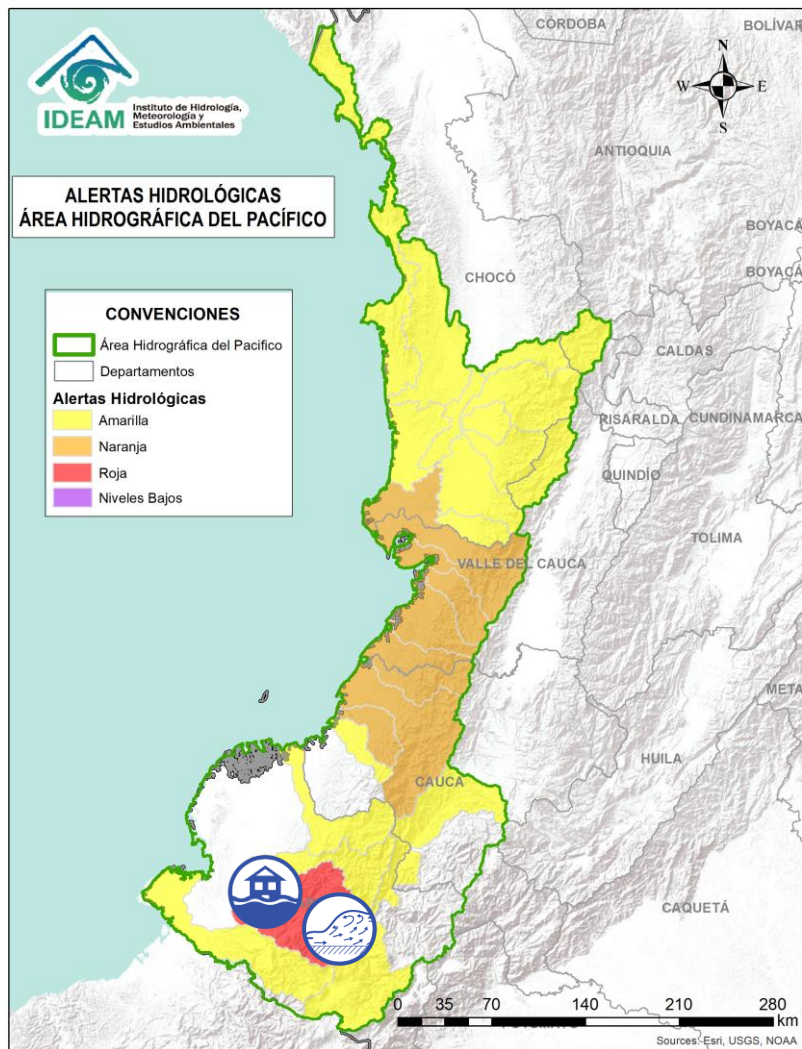 CÓRDOBA
BOLÍVAR
IDEAM
Instituto de Hidrología,
Meteorología y
Estudios Ambientales
N
W
E
S
ANTIOQUIA
ALERTAS HIDROLÓGICAS
ÁREA HIDROGRÁFICA DEL PACÍFICO
BOYACÁ
BOYACÁ
CHOCÓ
CONVENCIONES
Área Hidrográfica del Pacifico
Departamentos
Alertas Hidrológicas
Amarilla
Naranja
Roja
Niveles Bajos
CALDAS
RISARALDA
CUNDINAMARCA
QUINDÍO
TOLIMA
VALLE DEL CAUCA
META
HUILA
CAUCA
CAQUETÁ
0 35 70 140 210 280
km
Sources: Esri, USGS, NOAA